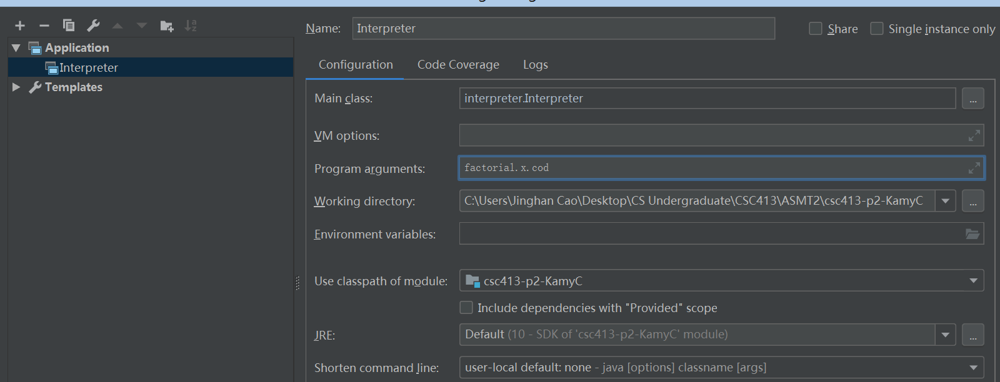 Name: Interpreter Share Single instance only
Application
Interpreter
Templates
Configuration Code Coverage Logs
Main class: interpreter.Interpreter ...
VM options:
Program arguments: factorial.x.cod
Working directory: C:\Users\Jinghan Cao\Desktop\CS Undergraduate\CSC413\ASMT2\csc413-p2-KamyC ...
Environment variables:
Use classpath of module: csc413-p2-KamyC
Include dependencies with "Provided" scope
JRE: Default (10 - SDK of 'csc413-p2-KamyC' module) ...
Shorten command line: user-local default: none - java [options] classname [args]